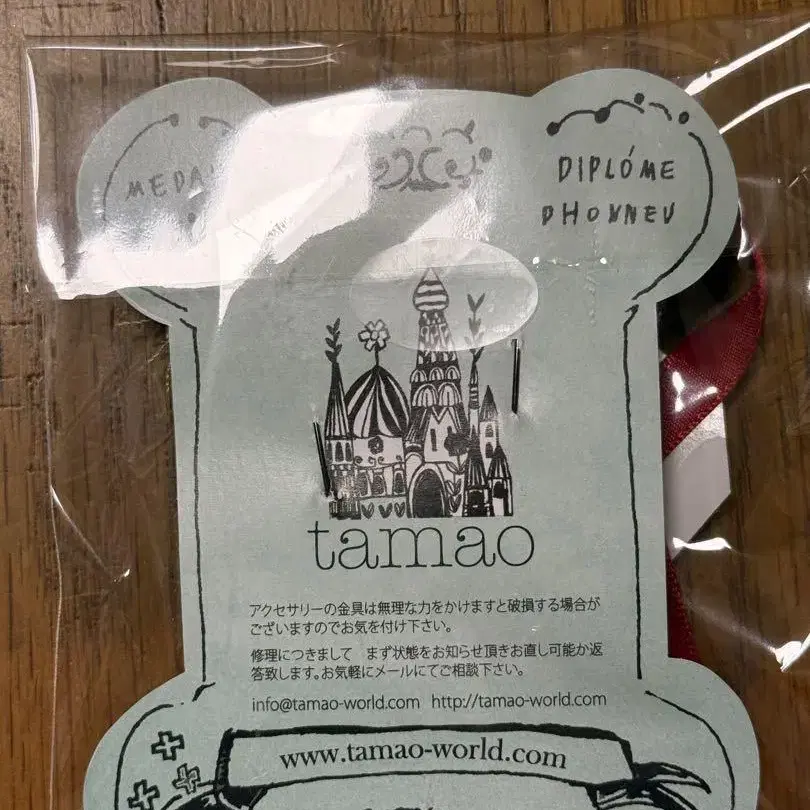 DIPLÓME
DHONNEU
tamao
アクセサリーの金具は無理な力をかけますと破損する場合が
ございますのでお気を付け下さい。
修理につきまして　まず状態をお知らせ頂きお直し可能か返
答致します。お気軽にメールにてご相談下さい。
info@tamao-world.com http://tamao-world.com
www.tamao-world.com